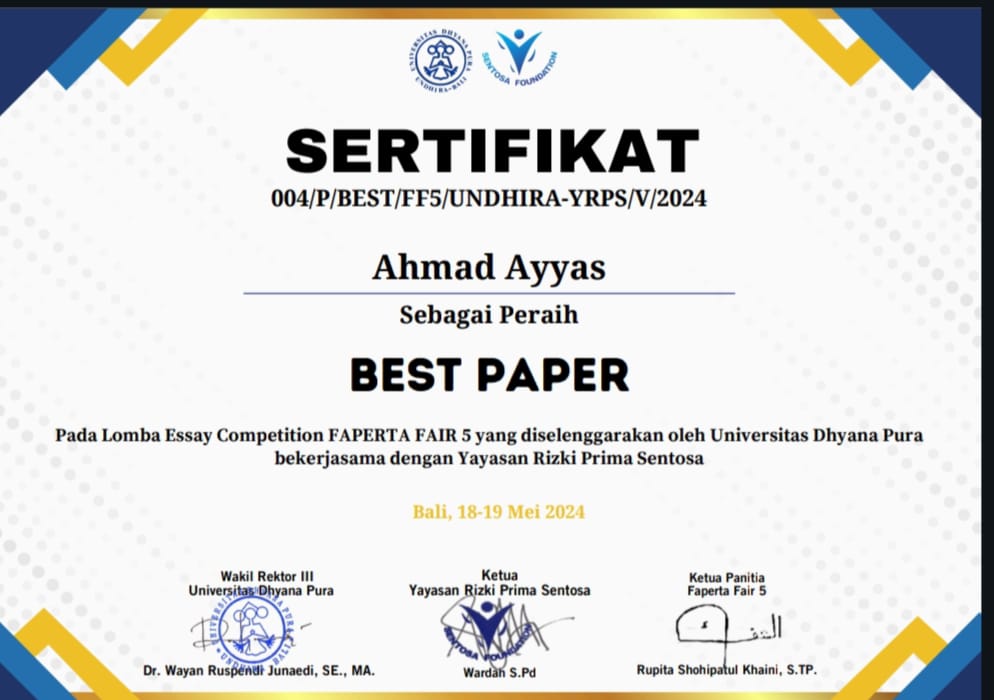 UNIVERSITAS DHYANA PURA
UNDHIRA-BALI
SENTOSA FOUNDATION
SERTIFIKAT
004/P/BEST/FF5/UNDHIRA-YRPS/V/2024
Ahmad Ayyas
Sebagai Peraih
BEST PAPER
Pada Lomba Essay Competition FAPERTA FAIR 5 yang diselenggarakan oleh Universitas Dhyana Pura
bekerjasama dengan Yayasan Rizki Prima Sentosa
Bali, 18-19 Mei 2024
Wakil Rektor III
Universitas Dhyana Pura
Dr. Wayan Ruspendi Junaedi, SE., MA.
Ketua
Yayasan Rizki Prima Sentosa
SENTOSA FOUNDATION
Wardah S.Pd
Ketua Panitia
Faperta Fair 5
Rupita Shohipatul Khaini, S.TP.